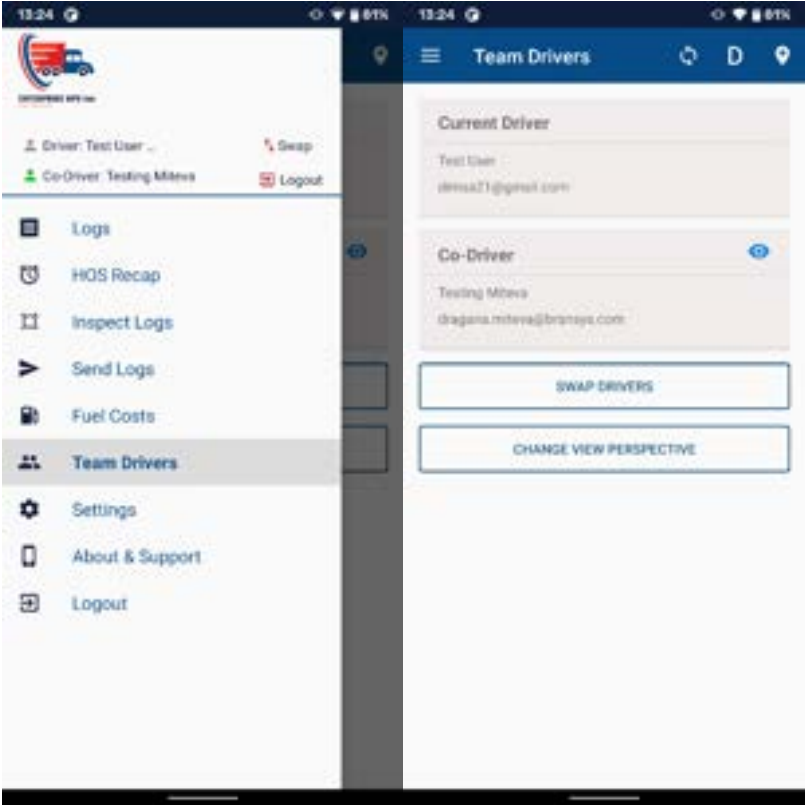 13:24
81%
Driver: Test User ..
Swap
Co-Driver: Testing Miteva
Logout
Logs
HOS Recap
Inspect Logs
Send Logs
Fuel Costs
Team Drivers
Settings
About & Support
Logout
13:24
81%
Team Drivers
D
Current Driver
Test User
Co-Driver
Testing Miteva
SWAP DRIVERS
CHANGE VIEW PERSPECTIVE